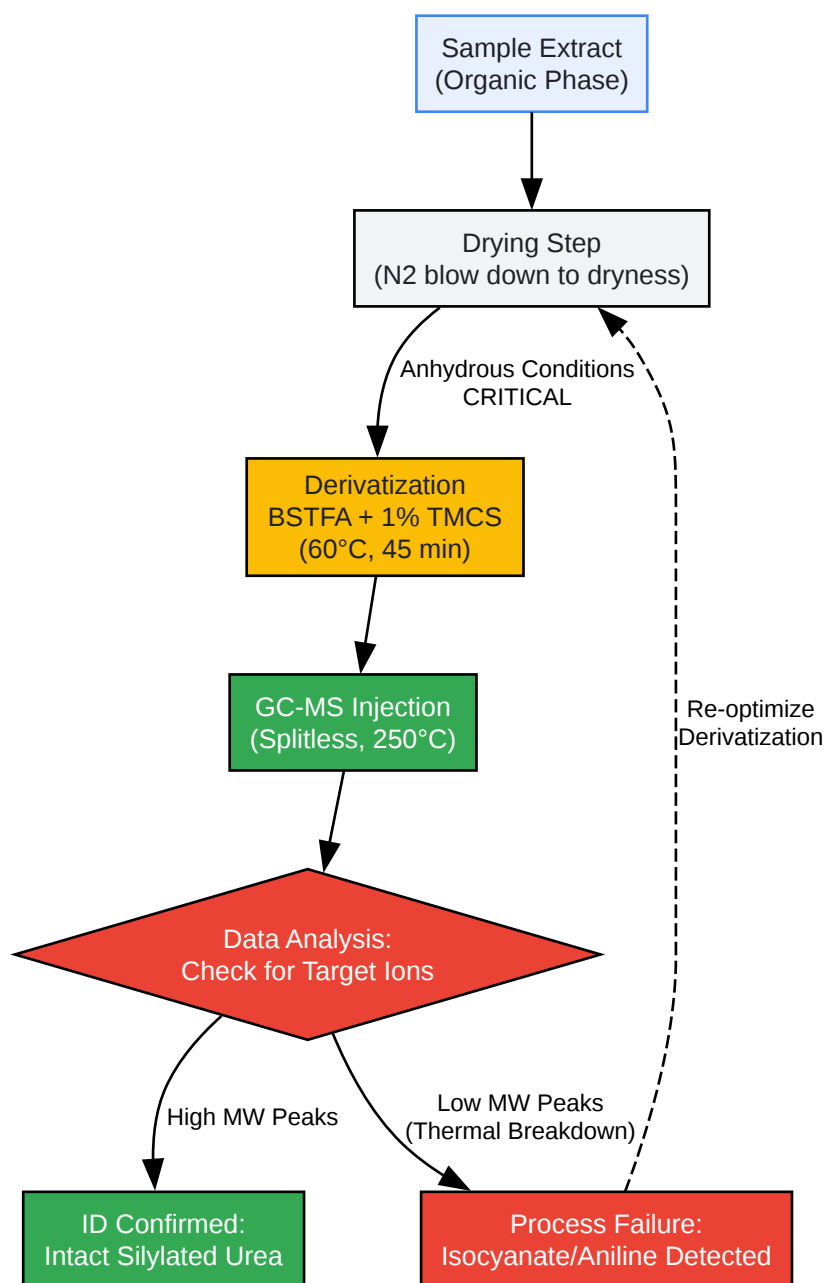 Sample Extract
(Organic Phase)
Drying Step
(N2 blow down to dryness)
Anhydrous Conditions
CRITICAL
Derivatization
BSTFA + 1% TMCS
(60°C, 45 min)
GC-MS Injection
(Splitless, 250°C)
Re-optimize
Derivatization
Data Analysis:
Check for Target Ions
High MW Peaks
Low MW Peaks
(Thermal Breakdown)
ID Confirmed:
Intact Silylated Urea
Process Failure:
Isocyanate/Aniline Detected